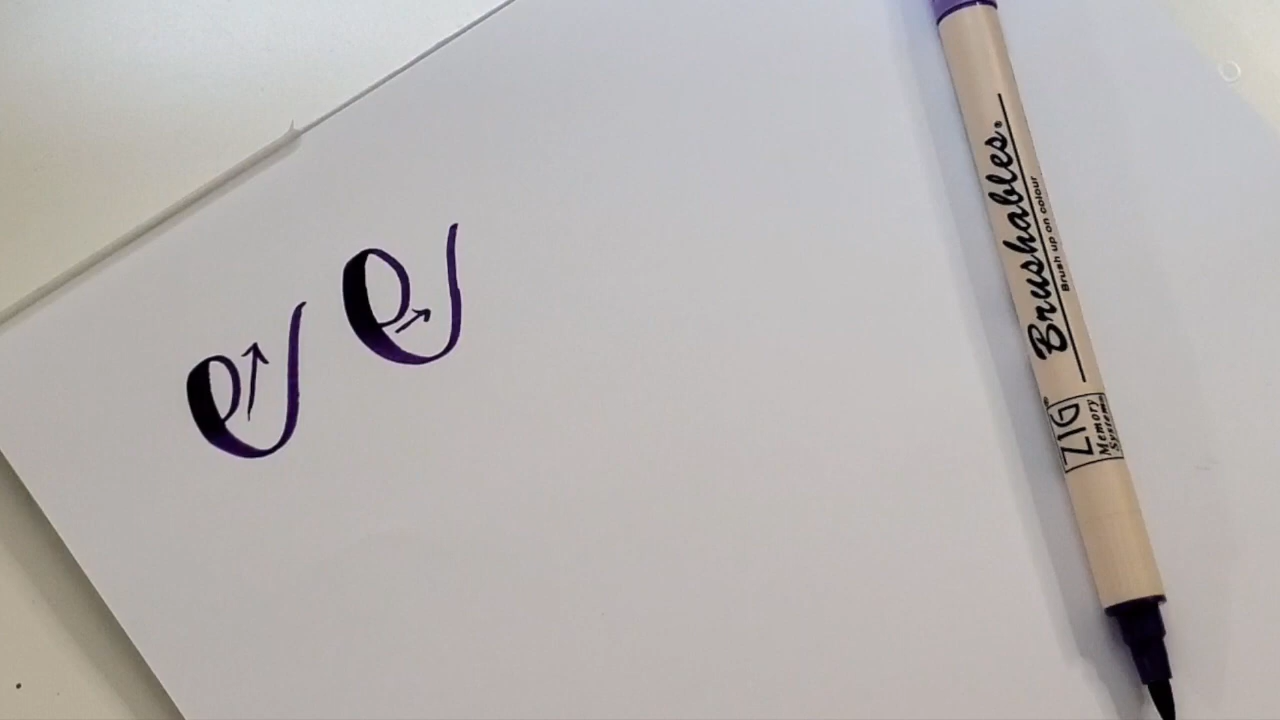 e e
Brushables.®
Brush up on colour
ZIG®
Memory
System®